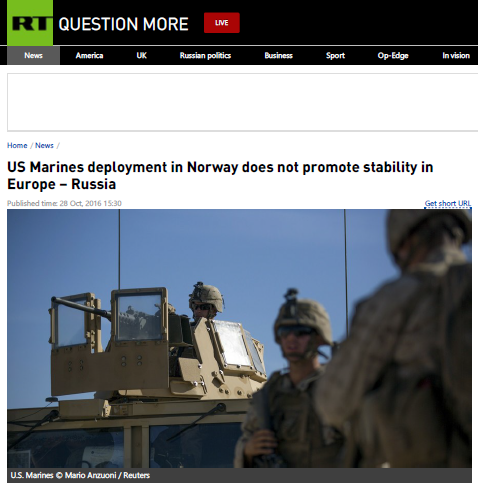 RT QUESTION MORE LIVE
News America UK Russian politics Business Sport Op-Edge In vision
Home / News /
US Marines deployment in Norway does not promote stability in
Europe – Russia
Published time: 28 Oct, 2016 15:30 Get short URL
U.S. Marines © Mario Anzuoni / Reuters